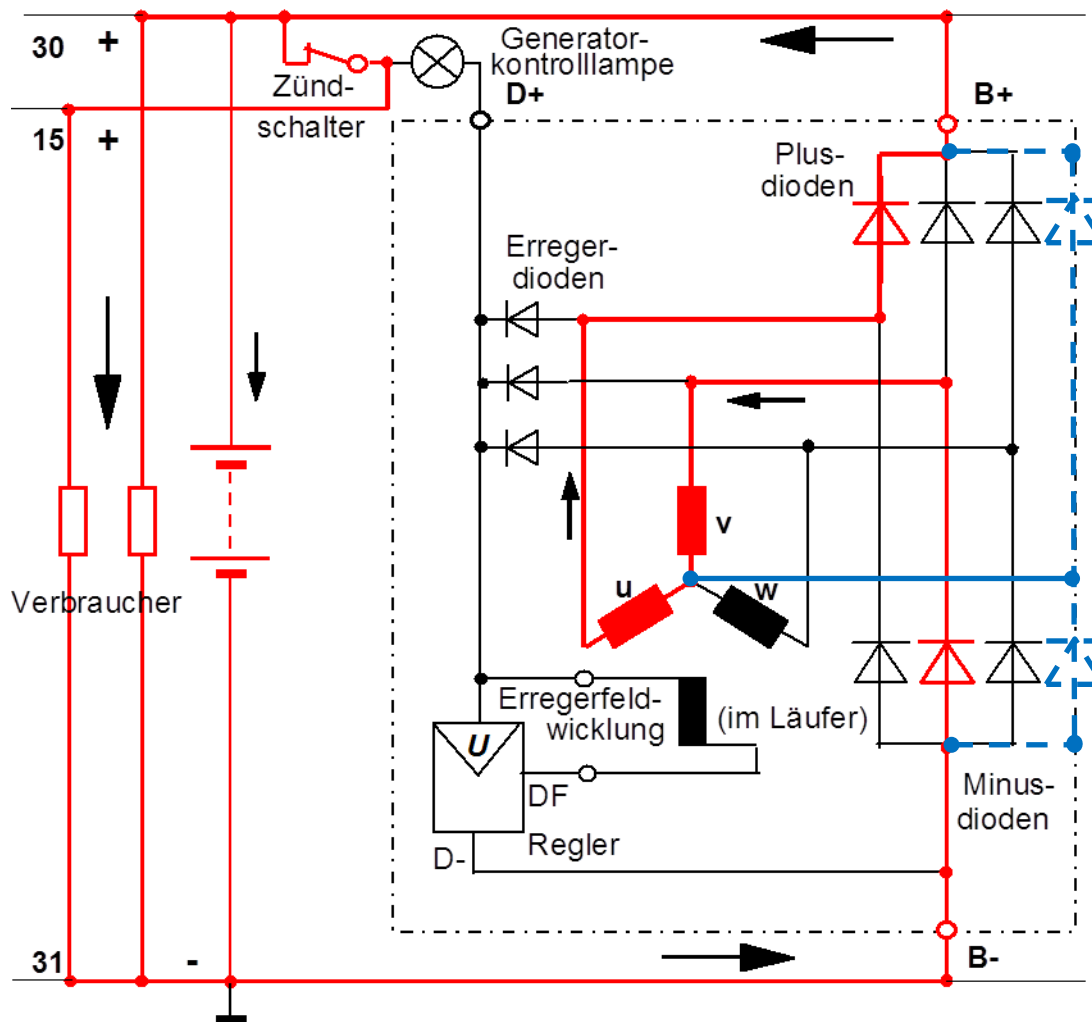 30 +
Generator-
kontrolllampe
Zünd-
schalter
D+
B+
15 +
Plus-
dioden
Erreger-
dioden
v
u
w
Verbraucher
Erregerfeld-
wicklung
(im Läufer)
U
DF
Minus-
dioden
Regler
D-
31
-
B-